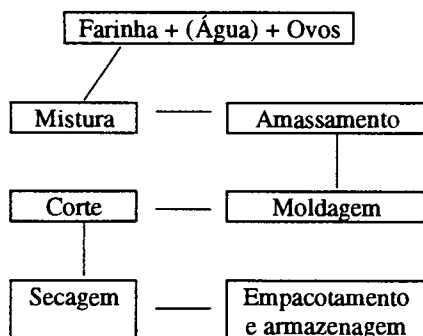 Farinha + (Água) + Ovos
Mistura
Amassamento
Corte
Moldagem
Secagem
Empacotamento
e armazenagem